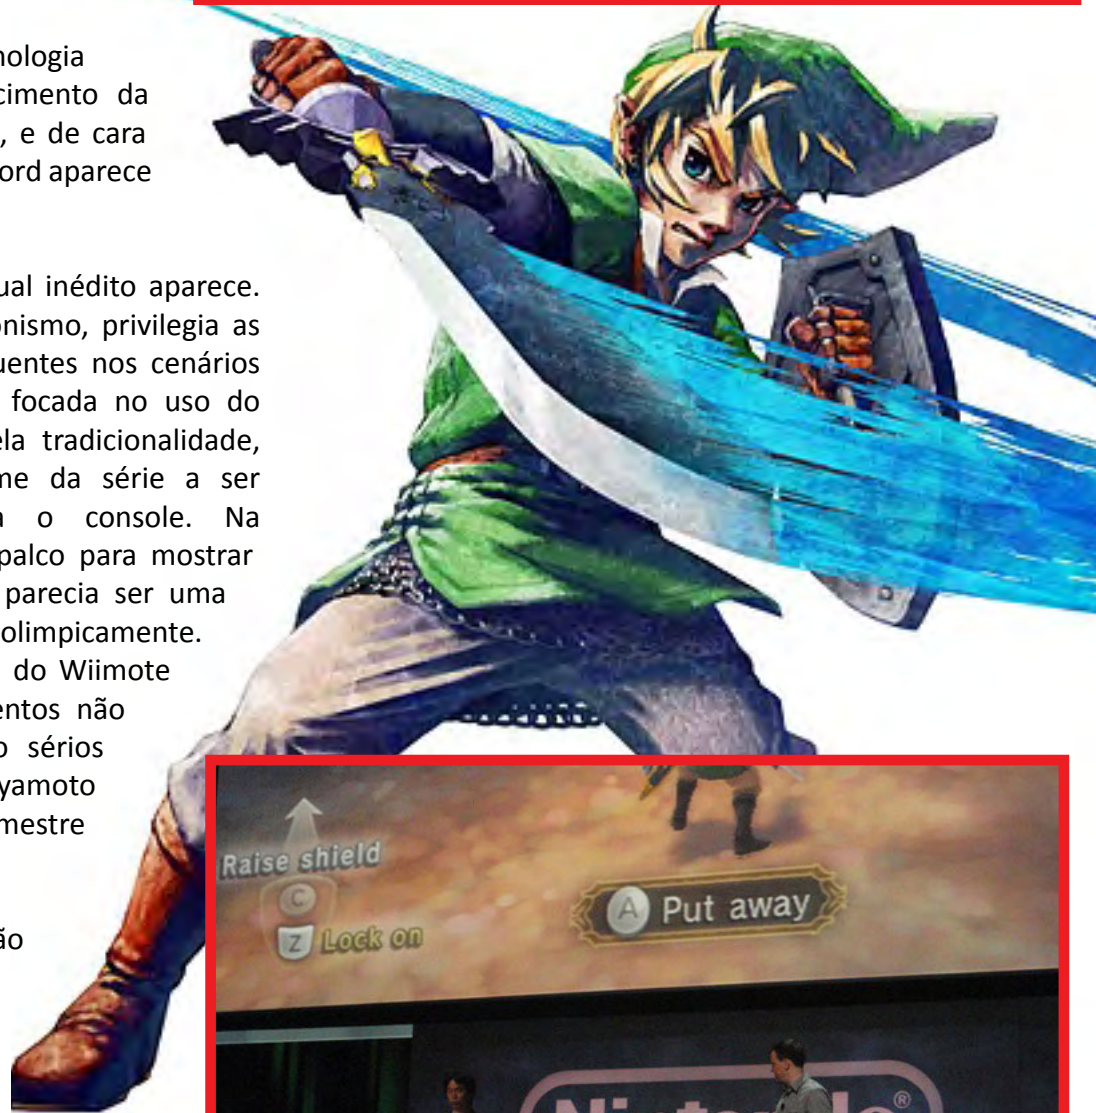 nologia
cimento da
, e de cara
ord aparece
ual inédito aparece.
onismo, privilegia as
uentes nos cenários
focada no uso do
ela tradicionalidade,
me da série a ser
a o console. Na
palco para mostrar
parecia ser uma
olimpicamente.
do Wiimote
entos não
o sérios
yamoto
mestre
ão
Raise shield
C
Z Lock on
A Put away
Nintendo®